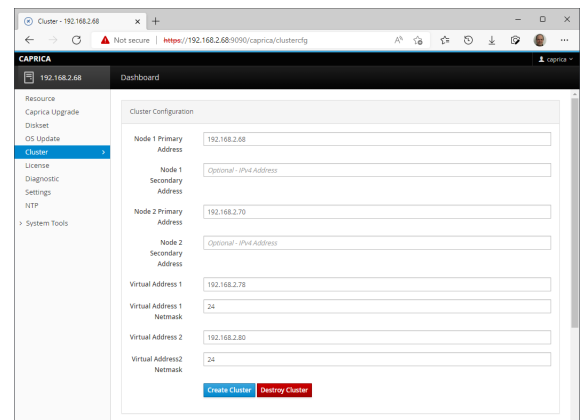 Cluster - 192.168.2.68
Not secure | https://192.168.2.68:9090/caprica/clustercfg
CAPRICA
caprica
192.168.2.68
Dashboard
Resource
Caprica Upgrade
Diskset
OS Update
Cluster
License
Diagnostic
Settings
NTP
System Tools
Cluster Configuration
Node 1 Primary
Address
192.168.2.68
Node 1
Secondary
Address
Optional - IPv4 Address
Node 2 Primary
Address
192.168.2.70
Node 2
Secondary
Address
Optional - IPv4 Address
Virtual Address 1
192.168.2.78
Virtual Address 1
Netmask
24
Virtual Address 2
192.168.2.80
Virtual Address2
Netmask
24
Create Cluster
Destroy Cluster